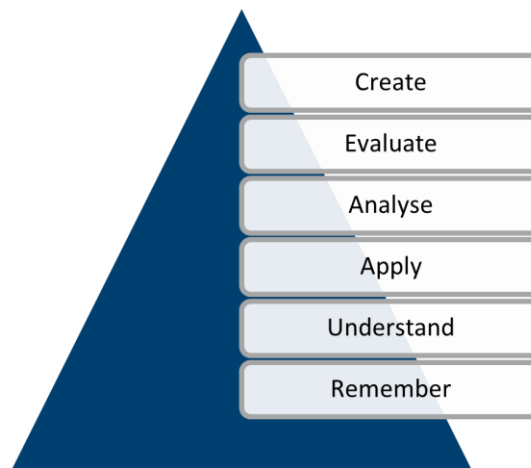 Create
Evaluate
Analyse
Apply
Understand
Remember